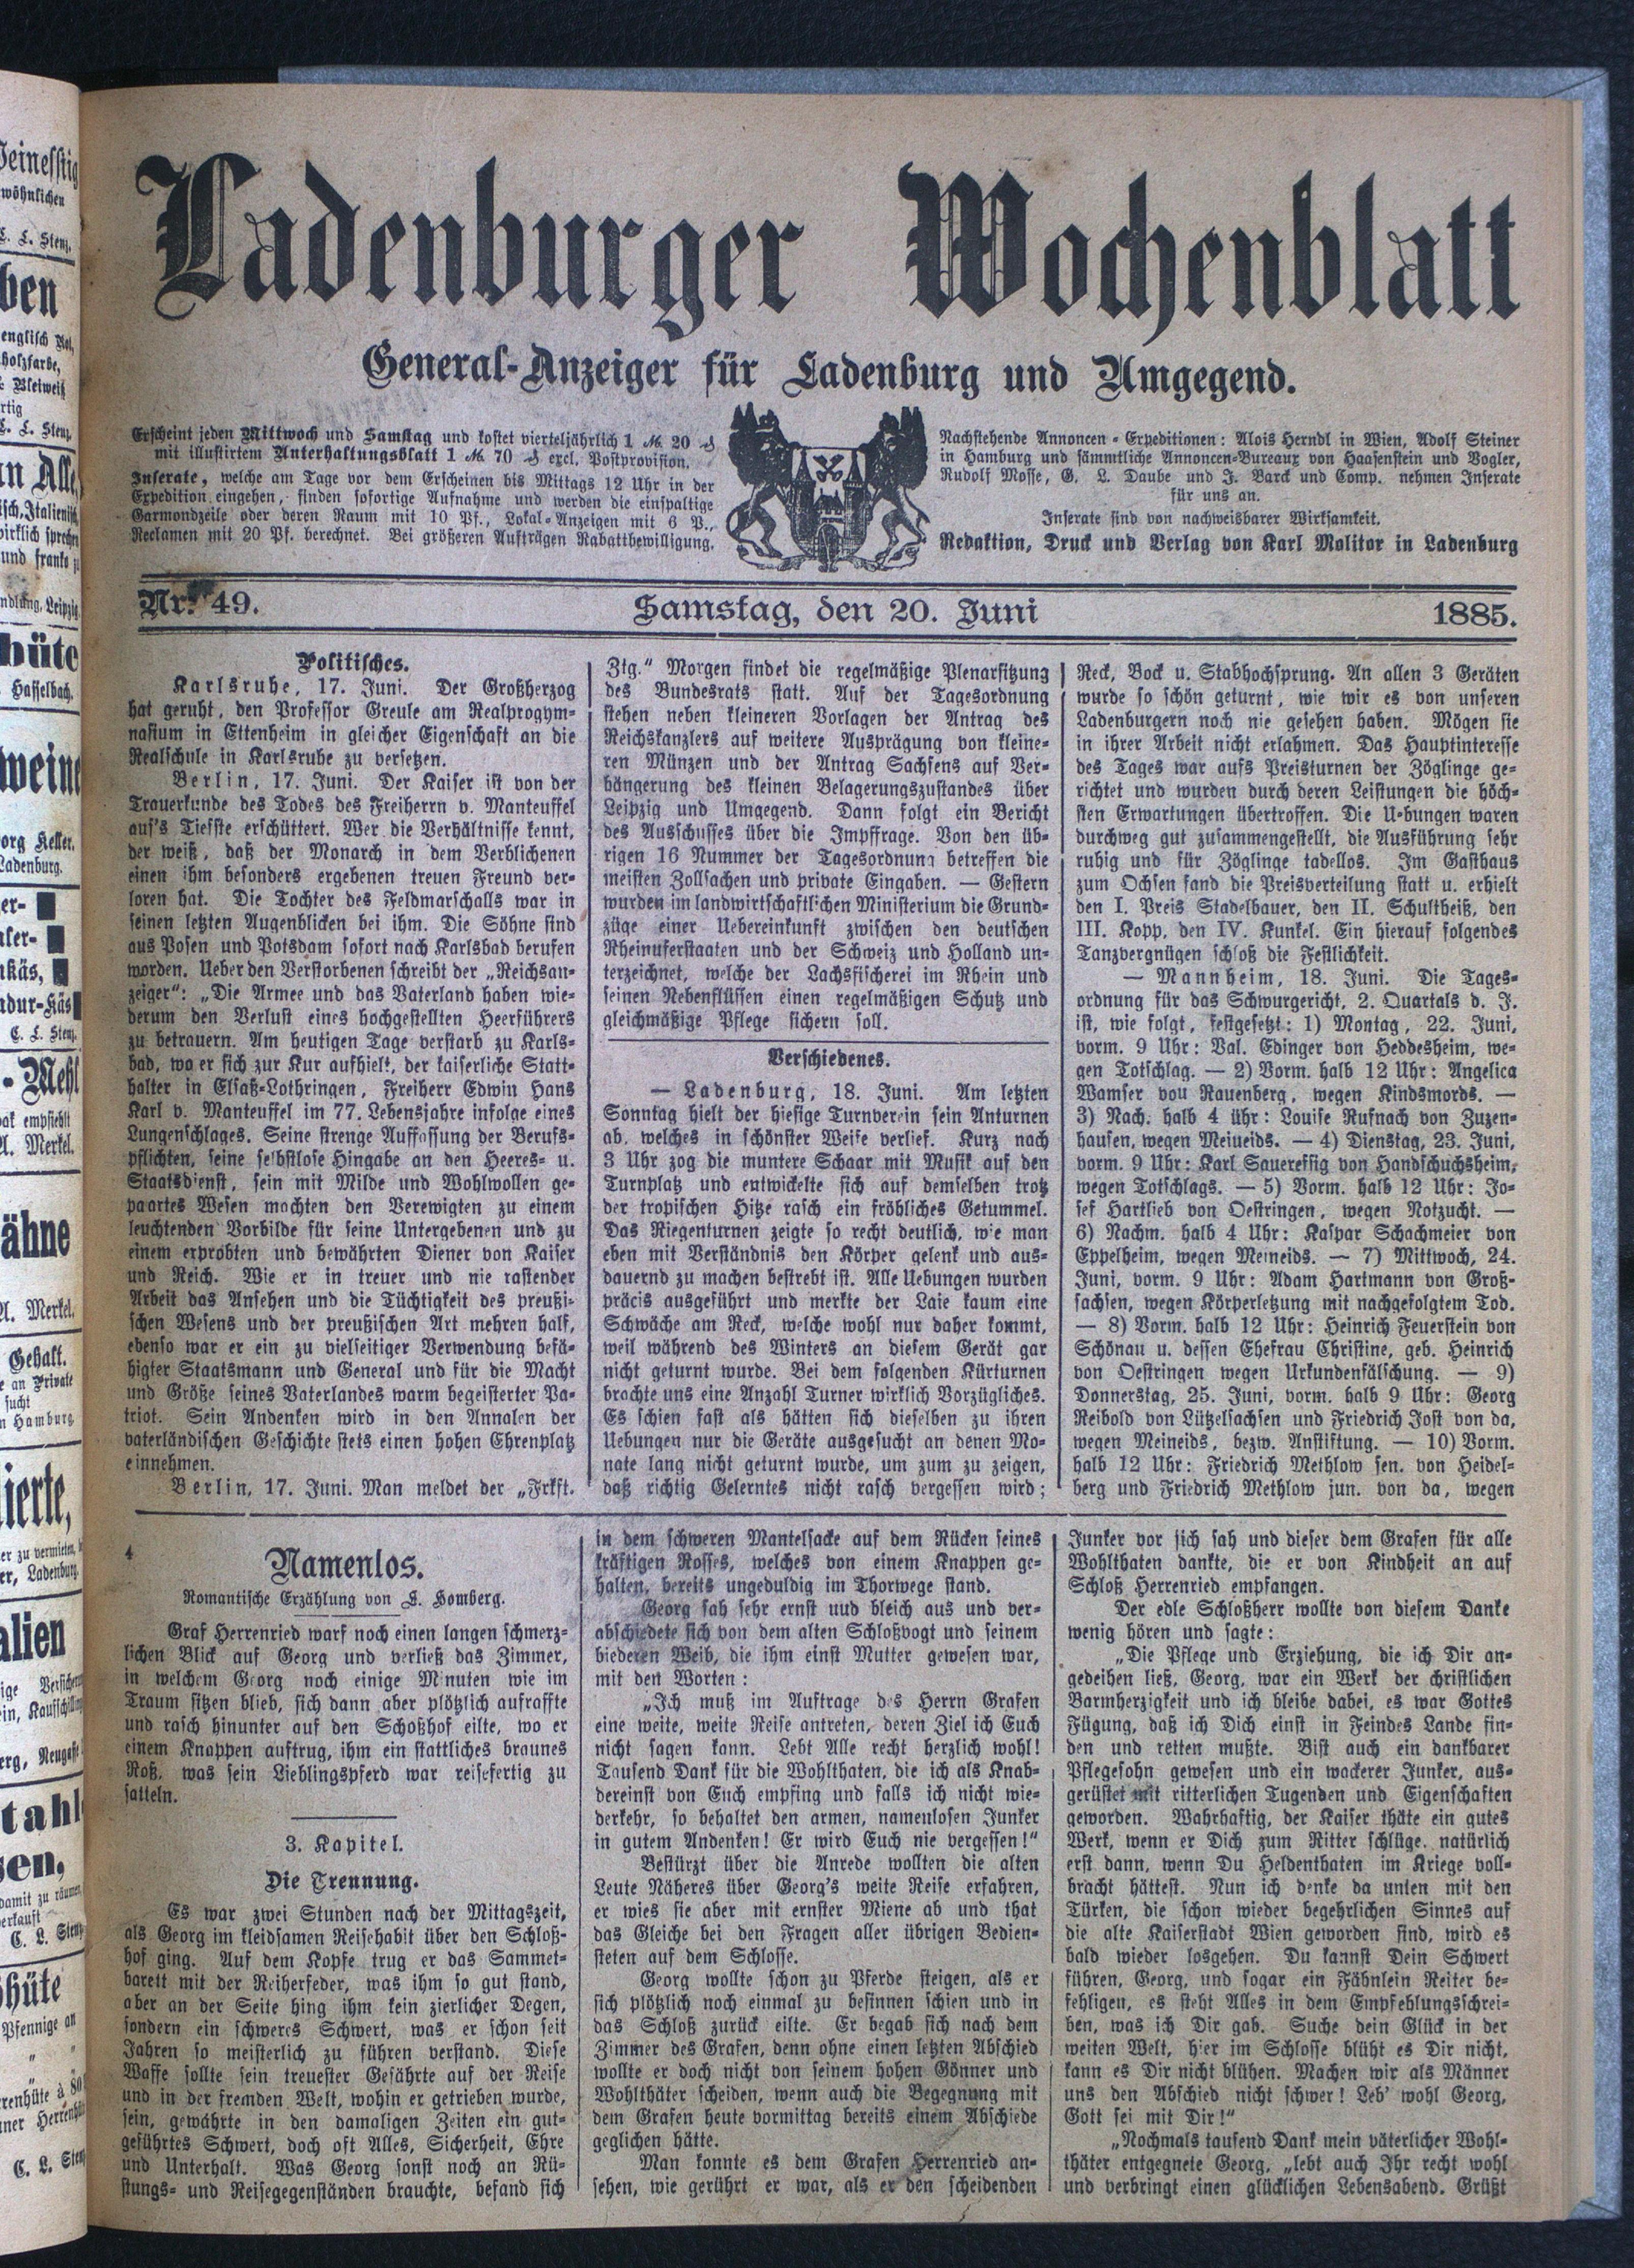 Ladenburger Wochenblatt
General-Anzeiger für Ladenburg und Umgegend.
Erscheint jeden Mittwoch und Samstag und kostet vierteljährlich 1 M. 20 ₰
mit illustirtem Unterhaltungsblatt 1 M. 70 ₰ excl. Postprovision.
Inserate, welche am Tage vor dem Erscheinen bis Mittags 12 Uhr in der
Expedition eingehen, finden sofortige Aufnahme und werden die einspaltige
Garmondzeile oder deren Raum mit 10 Pf., Lokal-Anzeigen mit 6 P.,
Reclamen mit 20 Pf. berechnet. Bei größeren Aufträgen Rabattbewilligung.
Nachstehende Annoncen-Expeditionen: Alois Herndl in Wien, Adolf Steiner
in Hamburg und sämmtliche Annoncen-Bureaux von Haasenstein und Vogler,
Rudolf Mosse, G. L. Daube und J. Barck und Comp. nehmen Inserate
für uns an.
Inserate sind von nachweisbarer Wirksamkeit.
Redaktion, Druck und Verlag von Karl Molitor in Ladenburg
Nr. 49. Samstag, den 20. Juni 1885.
Politisches.
Karlsruhe, 17. Juni. Der Großherzog
hat geruht, den Professor Greule am Realprogym-
nasium in Ettenheim in gleicher Eigenschaft an die
Realschule in Karlsruhe zu versetzen.
Berlin, 17. Juni. Der Kaiser ist von der
Trauerkunde des Todes des Freiherrn v. Manteuffel
auf's Tiefste erschüttert. Wer die Verhältnisse kennt,
der weiß, daß der Monarch in dem Verblichenen
einen ihm besonders ergebenen treuen Freund ver-
loren hat. Die Tochter des Feldmarschalls war in
seinen letzten Augenblicken bei ihm. Die Söhne sind
aus Posen und Potsdam sofort nach Karlsbad berufen
worden. Ueber den Verstorbenen schreibt der „Reichsan-
zeiger“: „Die Armee und das Vaterland haben wie-
derum den Verlust eines hochgestellten Heerführers
zu betrauern. Am heutigen Tage verstarb zu Karls-
bad, wo er sich zur Kur aufhielt, der kaiserliche Statt-
halter in Elsaß-Lothringen, Freiherr Edwin Hans
Karl v. Manteuffel im 77. Lebensjahre infolge eines
Lungenschlages. Seine strenge Auffassung der Berufs-
pflichten, seine selbstlose Hingabe an den Heeres- u.
Staatsdienst, sein mit Milde und Wohlwollen ge-
paartes Wesen machten den Verewigten zu einem
leuchtenden Vorbilde für seine Untergebenen und zu
einem erprobten und bewährten Diener von Kaiser
und Reich. Wie er in treuer und nie rastender
Arbeit das Ansehen und die Tüchtigkeit des preußi-
schen Wesens und der preußischen Art mehren half,
ebenso war er ein zu vielseitiger Verwendung befä-
higter Staatsmann und General und für die Macht
und Größe seines Vaterlandes warm begeisterter Pa-
triot. Sein Andenken wird in den Annalen der
vaterländischen Geschichte stets einen hohen Ehrenplatz
einnehmen.
Berlin, 17. Juni. Man meldet der „Frkft.
Ztg.“ Morgen findet die regelmäßige Plenarsitzung
des Bundesrats statt. Auf der Tagesordnung
stehen neben kleineren Vorlagen der Antrag des
Reichskanzlers auf weitere Ausprägung von kleine-
ren Münzen und der Antrag Sachsens auf Ver-
hängerung des kleinen Belagerungszustandes über
Leipzig und Umgegend. Dann folgt ein Bericht
des Ausschusses über die Impffrage. Von den üb-
rigen 16 Nummer der Tagesordnung betreffen die
meisten Zollsachen und private Eingaben. — Gestern
wurden im landwirtschaftlichen Ministerium die Grund-
züge einer Uebereinkunft zwischen den deutschen
Rheinuferstaaten und der Schweiz und Holland un-
terzeichnet, welche der Lachsfischerei im Rhein und
seinen Nebenflüssen einen regelmäßigen Schutz und
gleichmäßige Pflege sichern soll.
Verschiedenes.
— Ladenburg, 18. Juni. Am letzten
Sonntag hielt der hiesige Turnverein sein Anturnen
ab, welches in schönster Weise verlief. Kurz nach
3 Uhr zog die muntere Schaar mit Musik auf den
Turnplatz und entwickelte sich auf demselben trotz
der tropischen Hitze rasch ein fröhliches Getummel.
Das Riegenturnen zeigte so recht deutlich, wie man
eben mit Verständnis den Körper gelenk und aus-
dauernd zu machen bestrebt ist. Alle Uebungen wurden
präcis ausgeführt und merkte der Laie kaum eine
Schwäche am Reck, welche wohl nur daher kommt,
weil während des Winters an diesem Gerät gar
nicht geturnt wurde. Bei dem folgenden Kürturnen
brachte uns eine Anzahl Turner wirklich Vorzügliches.
Es schien fast als hätten sich dieselben zu ihren
Uebungen nur die Geräte ausgesucht an denen Mo-
nate lang nicht geturnt wurde, um zum zu zeigen,
daß richtig Gelerntes nicht rasch vergessen wird;
Reck, Bock u. Stabhochsprung. An allen 3 Geräten
wurde so schön geturnt, wie wir es von unseren
Ladenburgern noch nie gesehen haben. Mögen sie
in ihrer Arbeit nicht erlahmen. Das Hauptinteresse
des Tages war aufs Preisturnen der Zöglinge ge-
richtet und wurden durch deren Leistungen die höch-
sten Erwartungen übertroffen. Die Uebungen waren
durchweg gut zusammengestellt, die Ausführung sehr
ruhig und für Zöglinge tadellos. Im Gasthaus
zum Ochsen fand die Preisverteilung statt u. erhielt
den I. Preis Stadelbauer, den II. Schultheiß, den
III. Kopp, den IV. Kunkel. Ein hierauf folgendes
Tanzvergnügen schloß die Festlichkeit.
— Mannheim, 18. Juni. Die Tages-
ordnung für das Schwurgericht, 2. Quartals d. J.
ist, wie folgt, festgesetzt: 1) Montag, 22. Juni,
vorm. 9 Uhr: Val. Edinger von Heddesheim, we-
gen Totschlag. — 2) Vorm. halb 12 Uhr: Angelica
Wamser vou Rauenberg, wegen Kindsmords. —
3) Nach. halb 4 Uhr: Louise Rufnach von Zuzen-
hausen, wegen Meiueids. — 4) Dienstag, 23. Juni,
vorm. 9 Uhr: Karl Sauereffig von Handschuchsheim,
wegen Totschlags. — 5) Vorm. halb 12 Uhr: Jo-
sef Hartlieb von Oestringen, wegen Notzucht. —
6) Nachm. halb 4 Uhr: Kaspar Schachmeier von
Eppelheim, wegen Meineids. — 7) Mittwoch, 24.
Juni, vorm. 9 Uhr: Adam Hartmann von Groß-
sachsen, wegen Körperletzung mit nachgefolgtem Tod.
— 8) Vorm. halb 12 Uhr: Heinrich Feuerstein von
Schönau u. dessen Ehefrau Christine, geb. Heinrich
von Oestringen wegen Urkundenfälschung. — 9)
Donnerstag, 25. Juni, vorm. halb 9 Uhr: Georg
Reibold von Lützelsachsen und Friedrich Jost von da,
wegen Meineids, bezw. Anstiftung. — 10) Vorm.
halb 12 Uhr: Friedrich Methlow sen. von Heidel-
berg und Friedrich Methlow jun. von da, wegen
4
Namenlos.
Romantische Erzählung von L. Homberg.
Graf Herrenried warf noch einen langen schmerz-
lichen Blick auf Georg und verließ das Zimmer,
in welchem Georg noch einige Minuten wie im
Traum sitzen blieb, sich dann aber plötzlich aufraffte
und rasch hinunter auf den Schoßhof eilte, wo er
einem Knappen auftrug, ihm ein stattliches braunes
Roß, was sein Lieblingspferd war reisefertig zu
satteln.
3. Kapitel.
Die Trennung.
Es war zwei Stunden nach der Mittagszeit,
als Georg im kleidsamen Reisehabit über den Schloß-
hof ging. Auf dem Kopfe trug er das Sammet-
barett mit der Reiherfeder, was ihm so gut stand,
aber an der Seite hing ihm kein zierlicher Degen,
sondern ein schweres Schwert, was er schon seit
Jahren so meisterlich zu führen verstand. Diese
Waffe sollte sein treuester Gefährte auf der Reise
und in der fremden Welt, wohin er getrieben wurde,
sein, gewährte in den damaligen Zeiten ein gut-
geführtes Schwert, doch oft Alles, Sicherheit, Ehre
und Unterhalt. Was Georg sonst noch an Rü-
stungs- und Reisegegenständen brauchte, befand sich
in dem schweren Mantelsacke auf dem Rücken seines
kräftigen Rosses, welches von einem Knappen ge-
halten, bereits ungeduldig im Thorwege stand.
Georg sah sehr ernst uud bleich aus und ver-
abschiedete sich von dem alten Schloßvogt und seinem
biederen Weib, die ihm einst Mutter gewesen war,
mit den Worten:
„Ich muß im Auftrage des Herrn Grafen
eine weite, weite Reise antreten, deren Ziel ich Euch
nicht sagen kann. Lebt Alle recht herzlich wohl!
Tausend Dank für die Wohlthaten, die ich als Knab-
dereinst von Euch empfing und falls ich nicht wie-
derkehr, so behaltet den armen, namenlosen Junker
in gutem Andenken! Er wird Euch nie vergessen!“
Bestürzt über die Anrede wollten die alten
Leute Näheres über Georg's weite Reise erfahren,
er wies sie aber mit ernster Miene ab und that
das Gleiche bei den Fragen aller übrigen Bedien-
steten auf dem Schlosse.
Georg wollte schon zu Pferde steigen, als er
sich plötzlich noch einmal zu besinnen schien und in
das Schloß zurück eilte. Er begab sich nach dem
Zimmer des Grafen, denn ohne einen letzten Abschied
wollte er doch nicht von seinem hohen Gönner und
Wohlthäter scheiden, wenn auch die Begegnung mit
dem Grafen heute vormittag bereits einem Abschiede
geglichen hätte.
Man konnte es dem Grafen Herrenried an-
sehen, wie gerührt er war, als er den scheidenden
Junker vor sich sah und dieser dem Grafen für alle
Wohlthaten dankte, die er von Kindheit an auf
Schloß Herrenried empfangen.
Der edle Schloßherr wollte von diesem Danke
wenig hören und sagte:
„Die Pflege und Erziehung, die ich Dir an-
gedeihen ließ, Georg, war ein Werk der christlichen
Barmherzigkeit und ich bleibe dabei, es war Gottes
Fügung, daß ich Dich einst in Feindes Lande fin-
den und retten mußte. Bist auch ein dankbarer
Pflegesohn gewesen und ein wackerer Junker, aus-
gerüstet mit ritterlichen Tugenden und Eigenschaften
geworden. Wahrhaftig, der Kaiser thäte ein gutes
Werk, wenn er Dich zum Ritter schlüge, natürlich
erst dann, wenn Du Heldenthaten im Kriege voll-
bracht hättest. Nun ich denke da unten mit den
Türken, die schon wieder begehrlichen Sinnes auf
die alte Kaiserstadt Wien geworden sind, wird es
bald wieder losgehen. Du kannst Dein Schwert
führen, Georg, und sogar ein Fähnlein Reiter be-
fehligen, es steht Alles in dem Empfehlungsschrei-
ben, was ich Dir gab. Suche dein Glück in der
weiten Welt, hier im Schlosse blüht es Dir nicht,
kann es Dir nicht blühen. Machen wir als Männer
uns den Abschied nicht schwer! Leb' wohl Georg,
Gott sei mit Dir!“
„Nochmals tausend Dank mein väterlicher Wohl-
thäter entgegnete Georg, „lebt auch Ihr recht wohl
und verbringt einen glücklichen Lebensabend. Grüßt